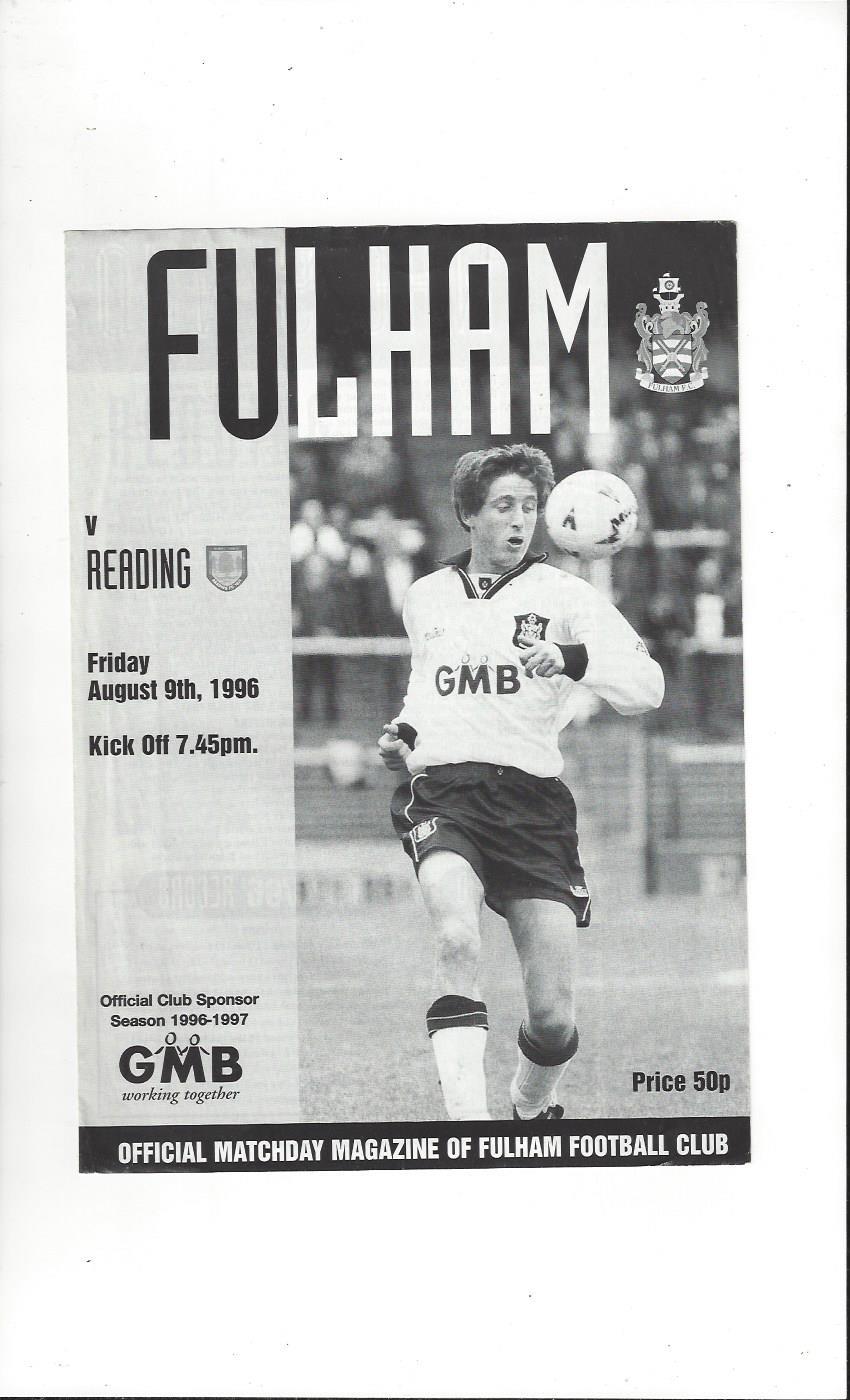 FULHAM
FULHAM F.C.
v
READING
Friday
August 9th, 1996
Kick Off 7.45pm.
GMB
Official Club Sponsor
Season 1996-1997
GMB
working together
Price 50p
OFFICIAL MATCHDAY MAGAZINE OF FULHAM FOOTBALL CLUB